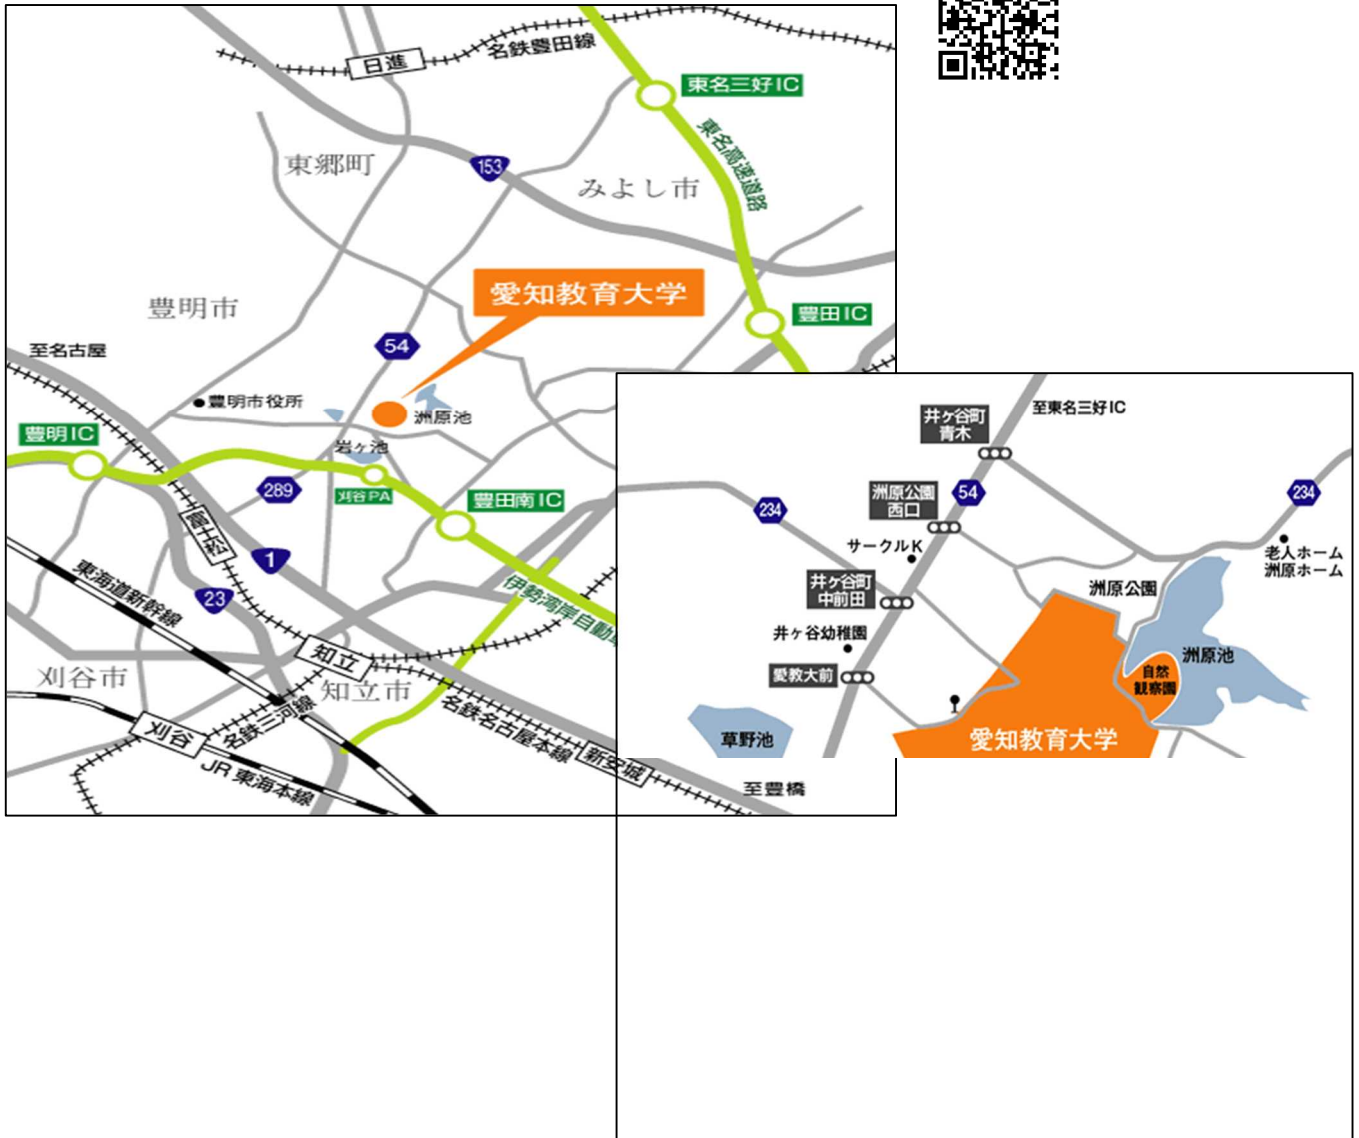 日進
名鉄豊田線
東名三好IC
東名高速道路
東郷町
153
みよし市
愛知教育大学
豊明市
豊田IC
54
至名古屋
豊明市役所
洲原池
豊明IC
岩ヶ池
289
刈谷PA
豊田南IC
富士松
1
23
東海道新幹線
伊勢湾岸自動
知立
刈谷市
知立市
名鉄三河線
名鉄名古屋本線
刈谷
JR 東海本線
新安城
至豊橋
至東名三好IC
井ヶ谷町
青木
234
洲原公園
西口
54
234
サークルK
老人ホーム
洲原ホーム
井ヶ谷町
中前田
洲原公園
井ヶ谷幼稚園
洲原池
愛教大前
自然
観察園
草野池
愛知教育大学